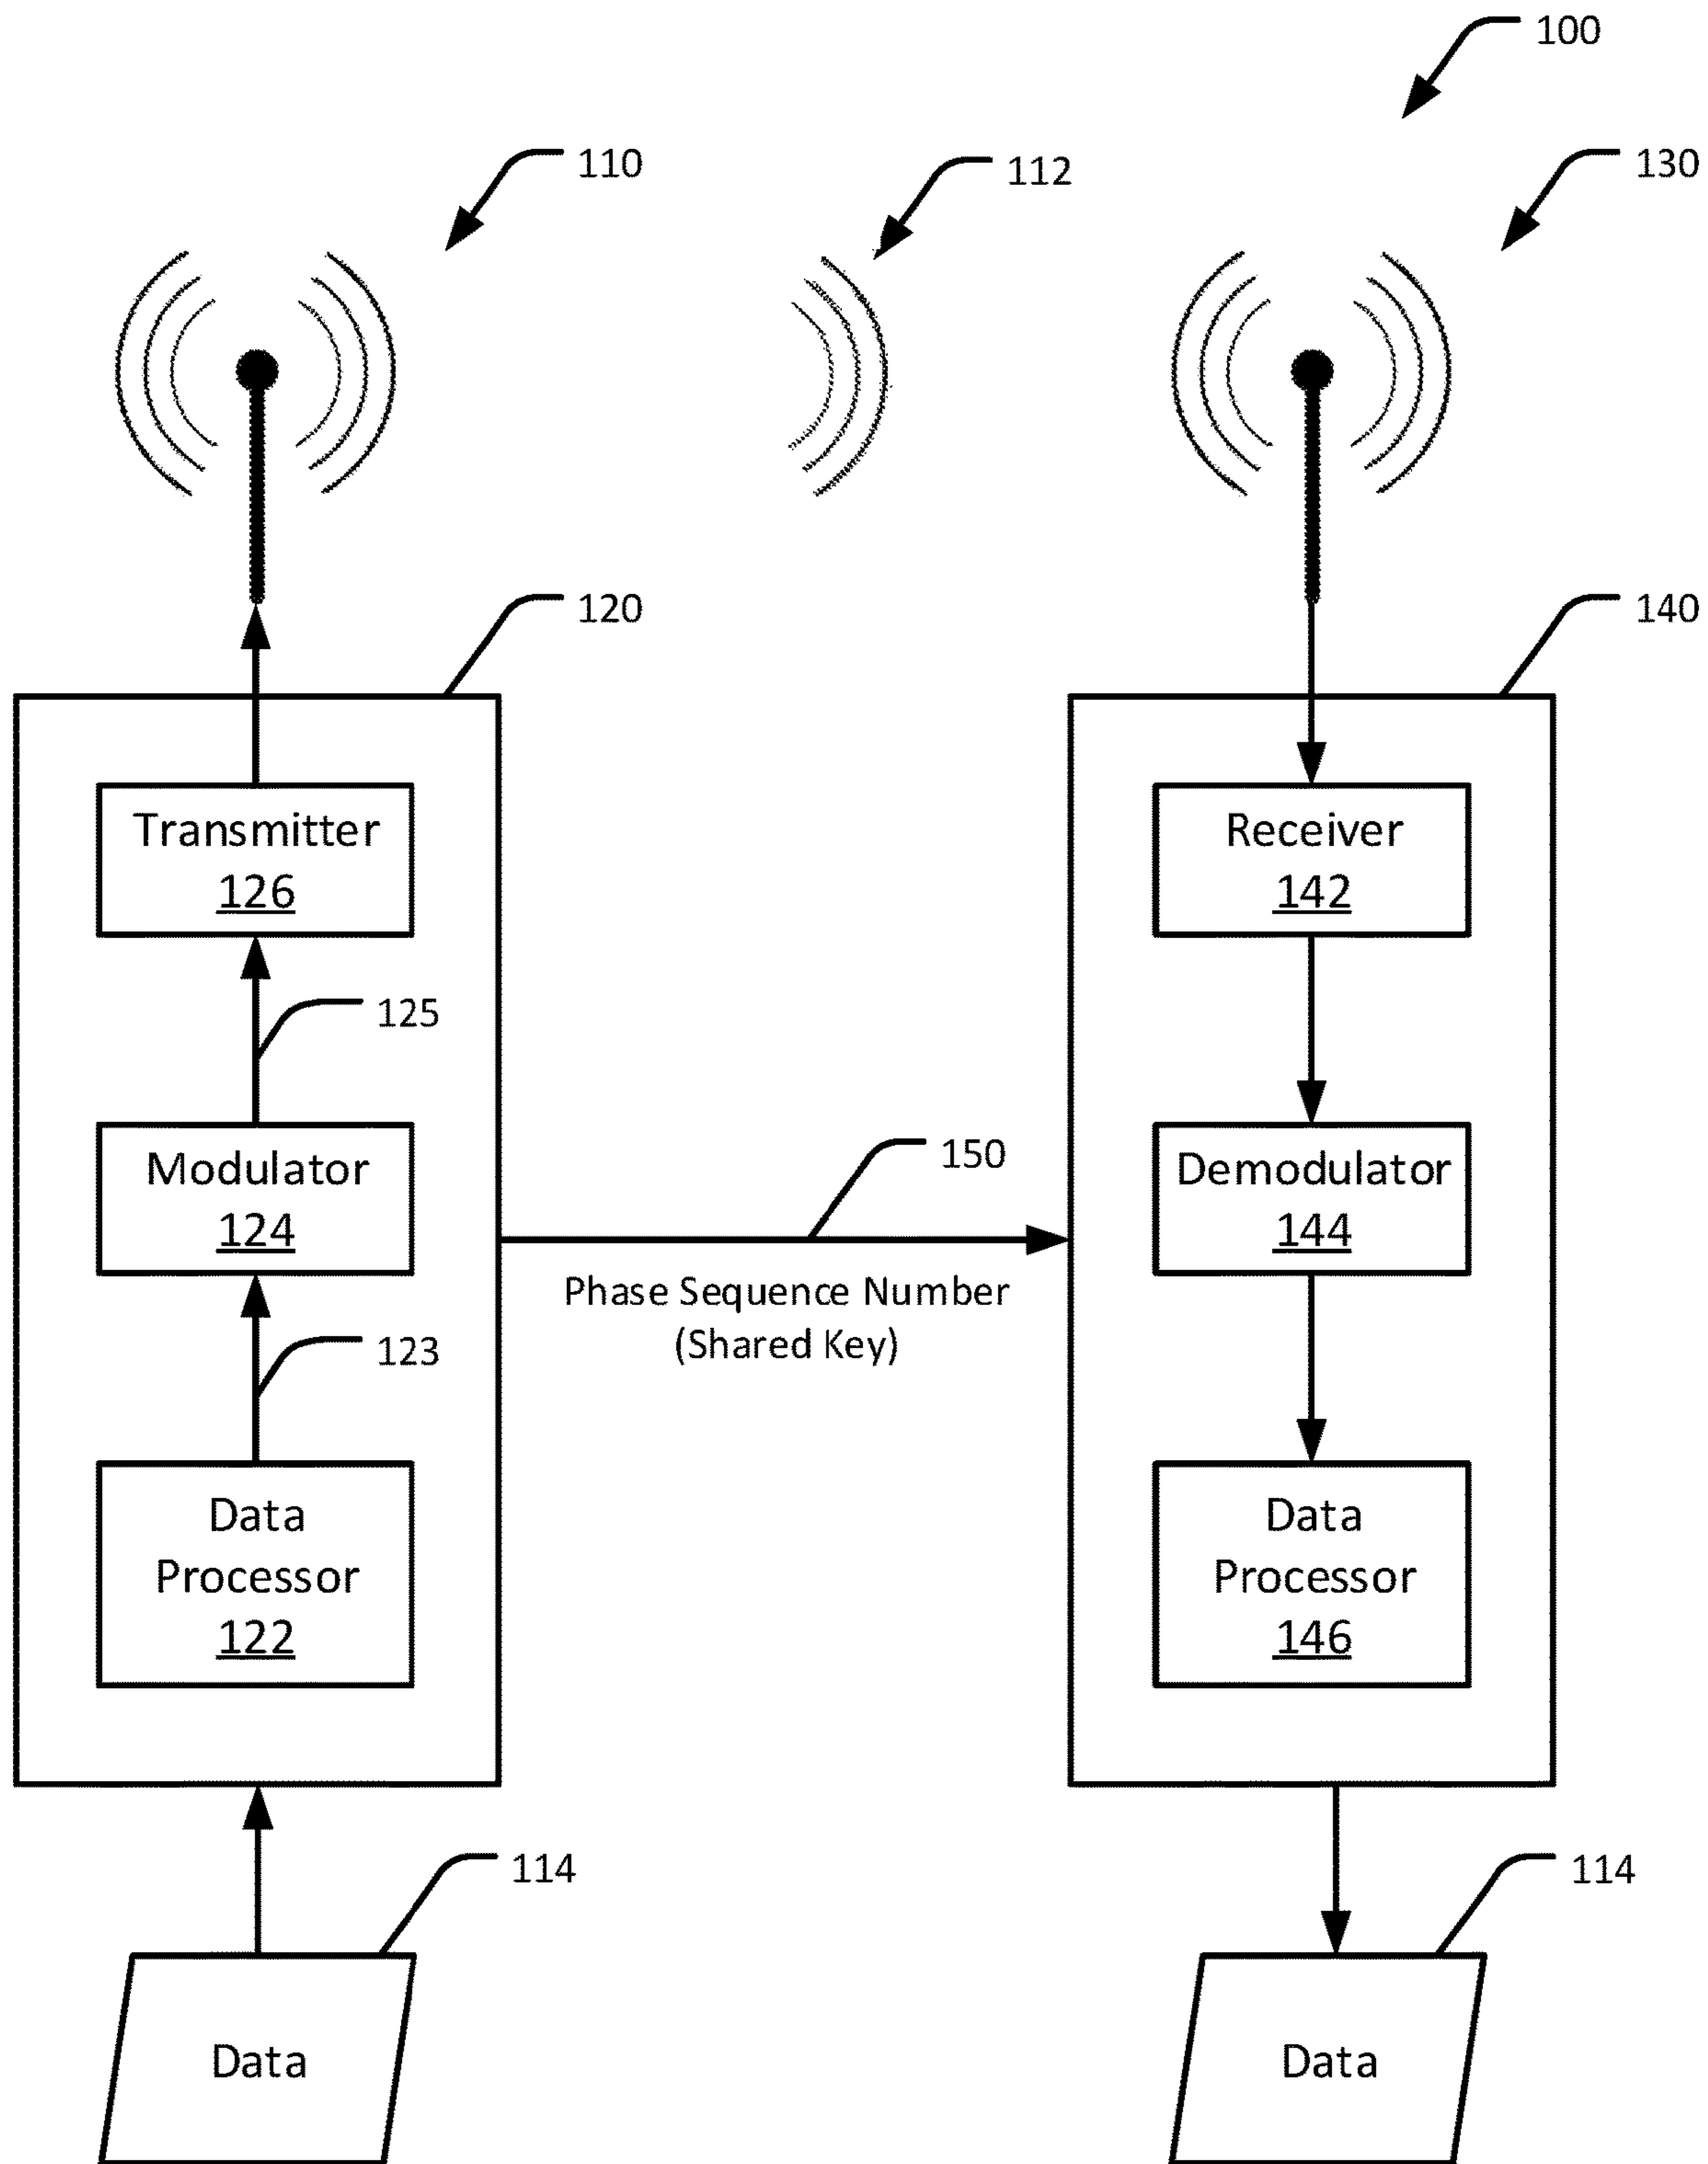 100
110
112
130
120
140
Transmitter
126
Receiver
142
125
Modulator
124
150
Demodulator
144
Phase Sequence Number
(Shared Key)
123
Data
Processor
122
Data
Processor
146
114
114
Data
Data